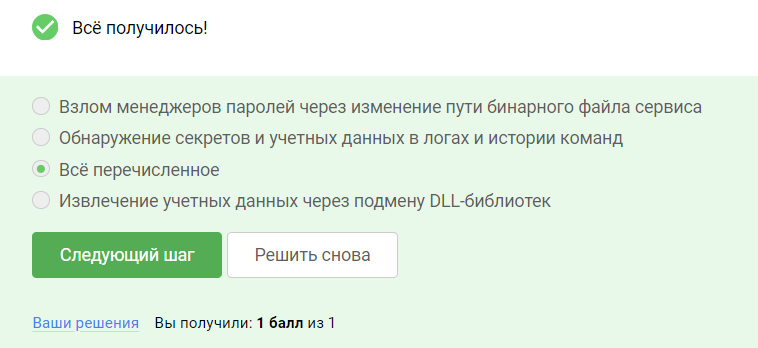 Всё получилось!
Взлом менеджеров паролей через изменение пути бинарного файла сервиса
Обнаружение секретов и учетных данных в логах и истории команд
Всё перечисленное
Извлечение учетных данных через подмену DLL-библиотек
Следующий шаг Решить снова
Ваши решения Вы получили: 1 балл из 1